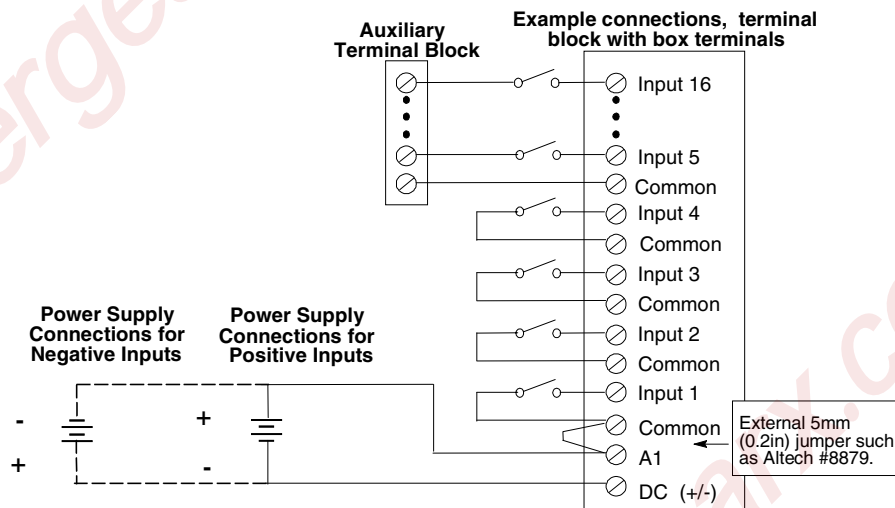 Auxiliary
Terminal Block
Example connections, terminal
block with box terminals
Input 16
Input 5
Common
Input 4
Common
Input 3
Common
Input 2
Common
Input 1
Common
A1
DC (+/-)
External 5mm
(0.2in) jumper such
as Altech #8879.
Power Supply
Connections for
Negative Inputs
Power Supply
Connections for
Positive Inputs
-
+
+
-